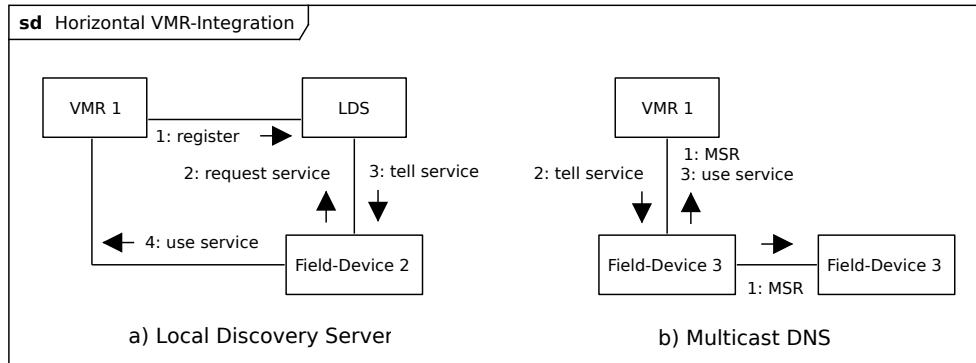 sd Horizontal VMR-Integration
VMR 1
LDS
1: register
2: request service
3: tell service
4: use service
Field-Device 2
a) Local Discovery Server
VMR 1
1: MSR
2: tell service
3: use service
Field-Device 3
Field-Device 3
1: MSR
b) Multicast DNS